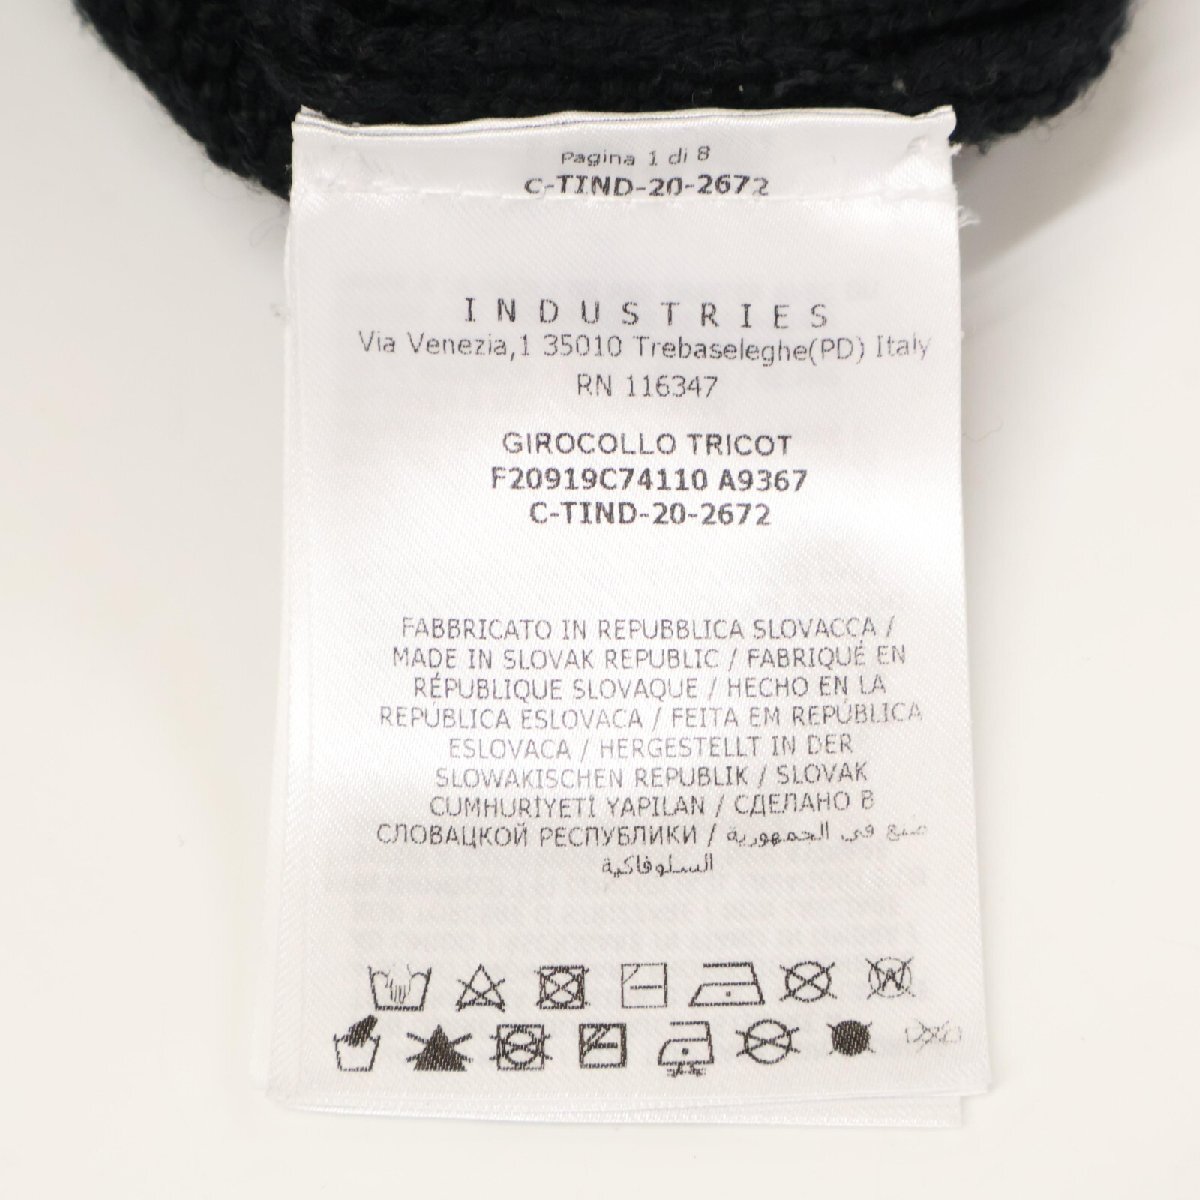 Pagina 1 di 8
C-TIND-20-2672
INDUSTRIES
Via Venezia,1 35010 Trebaseleghe(PD) Italy
RN 116347
GIROCOLLO TRICOT
F20919C74110 A9367
C-TIND-20-2672
FABBRICATO IN REPUBBLICA SLOVACCA /
MADE IN SLOVAK REPUBLIC / FABRIQUÉ EN
RÉPUBLIQUE SLOVAQUE / HECHO EN LA
REPÚBLICA ESLOVACA / FEITA EM REPÚBLICA
ESLOVACA / HERGESTELLT IN DER
SLOWAKISCHEN REPUBLIK / SLOVAK
CUMHURİYETİ YAPILAN / СДЕЛАНО В
СЛОВАЦКОЙ РЕСПУБЛИКИ / صنع في الجمهورية
السلوفاكية
W